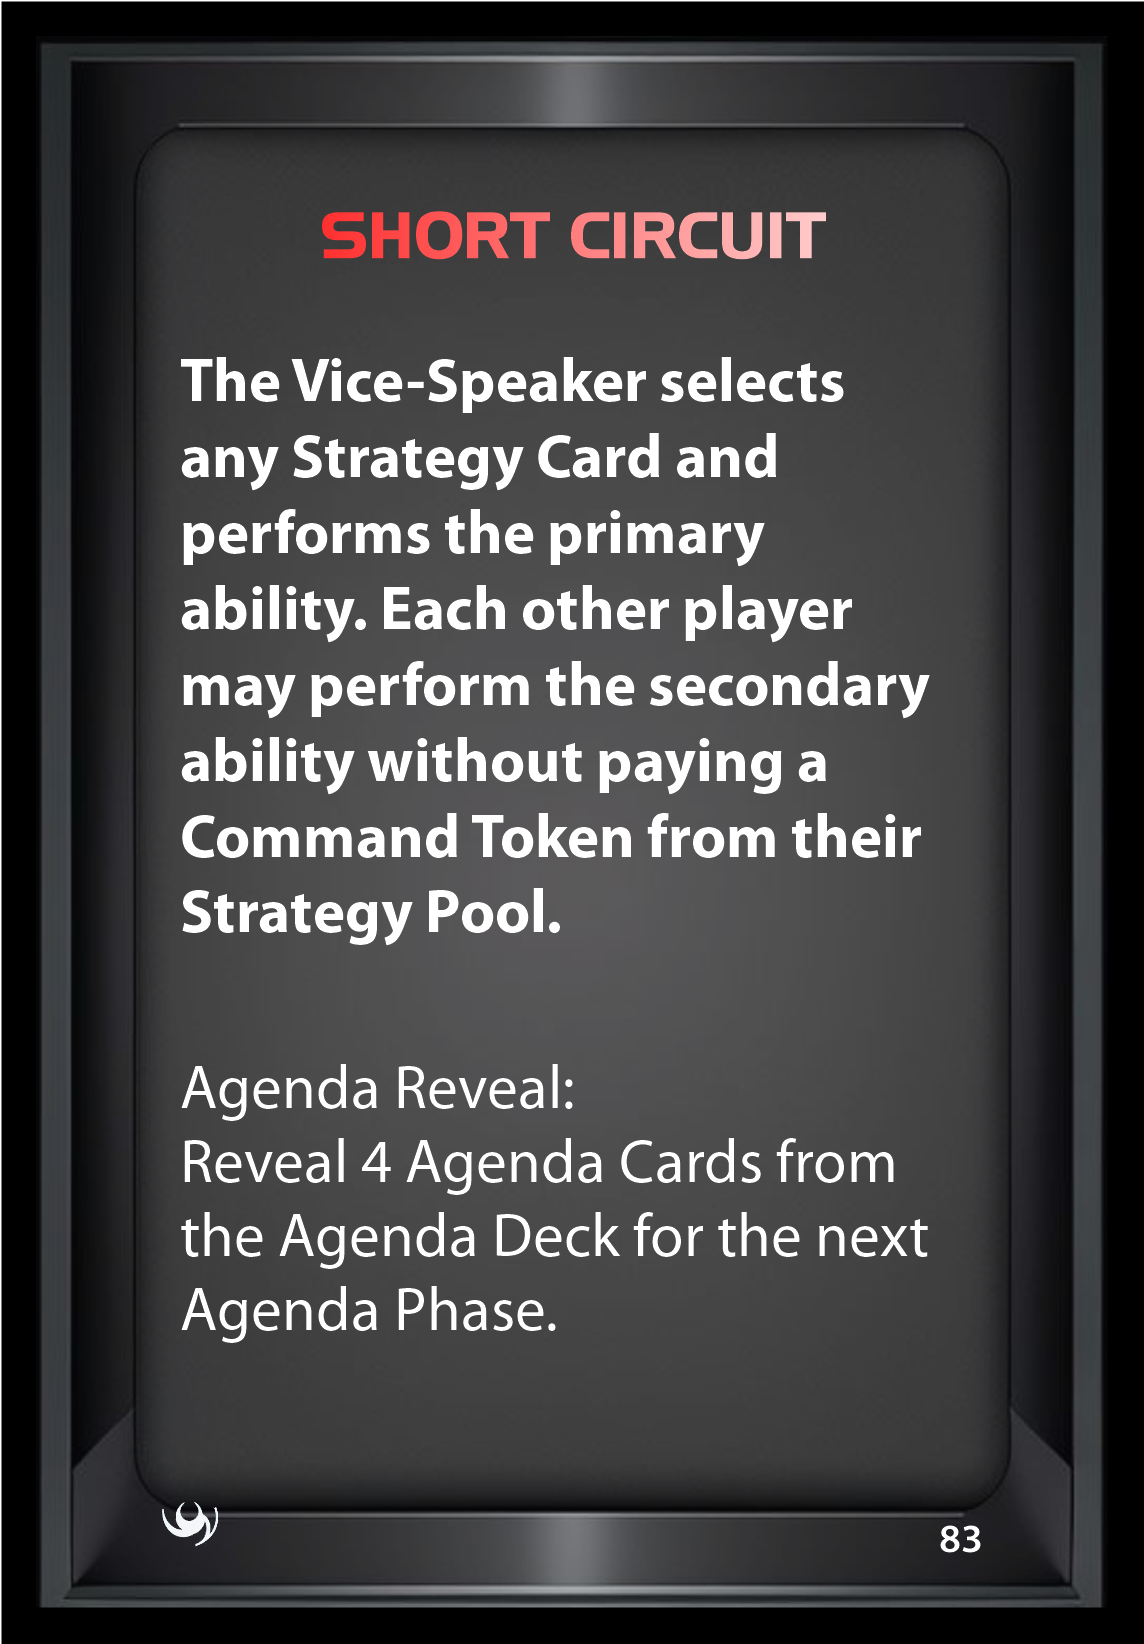 SHORT CIRCUIT
The Vice-Speaker selects
any Strategy Card and
performs the primary
ability. Each other player
may perform the secondary
ability without paying a
Command Token from their
Strategy Pool.
Agenda Reveal:
Reveal 4 Agenda Cards from
the Agenda Deck for the next
Agenda Phase.
83